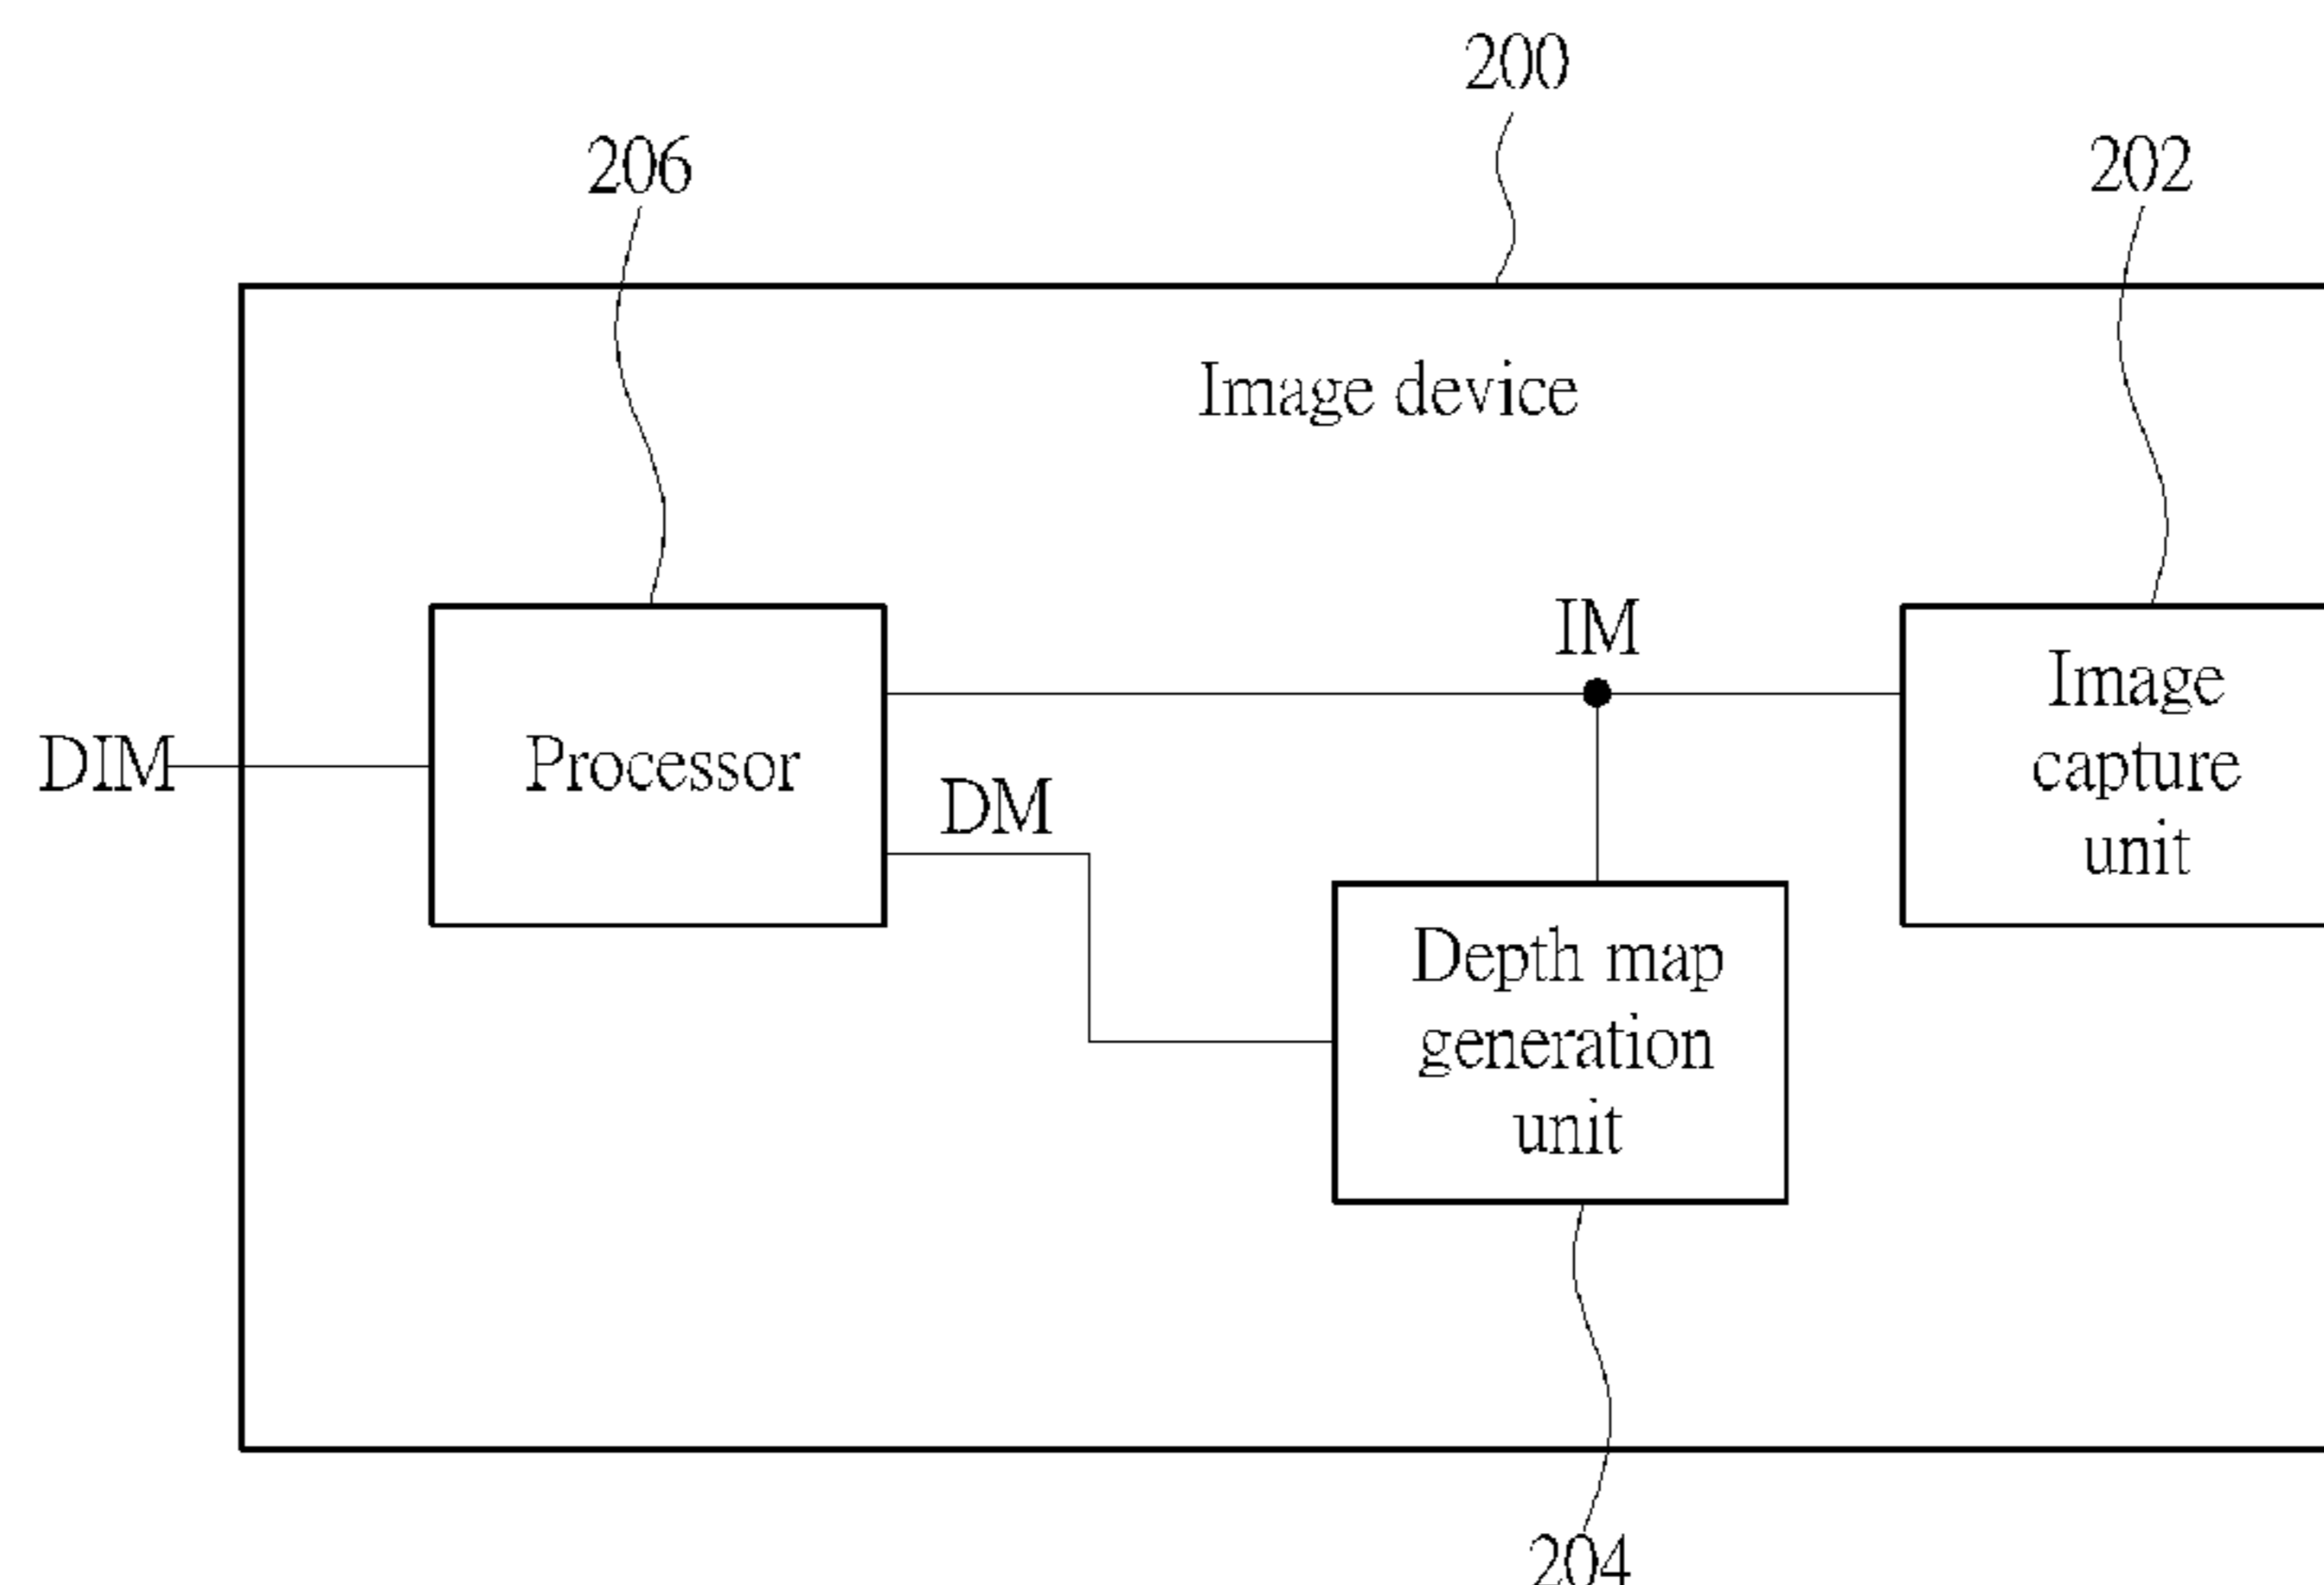 200
206
202
Image device
IM
Image
capture
unit
DIM
Processor
DM
Depth map
generation
unit
204